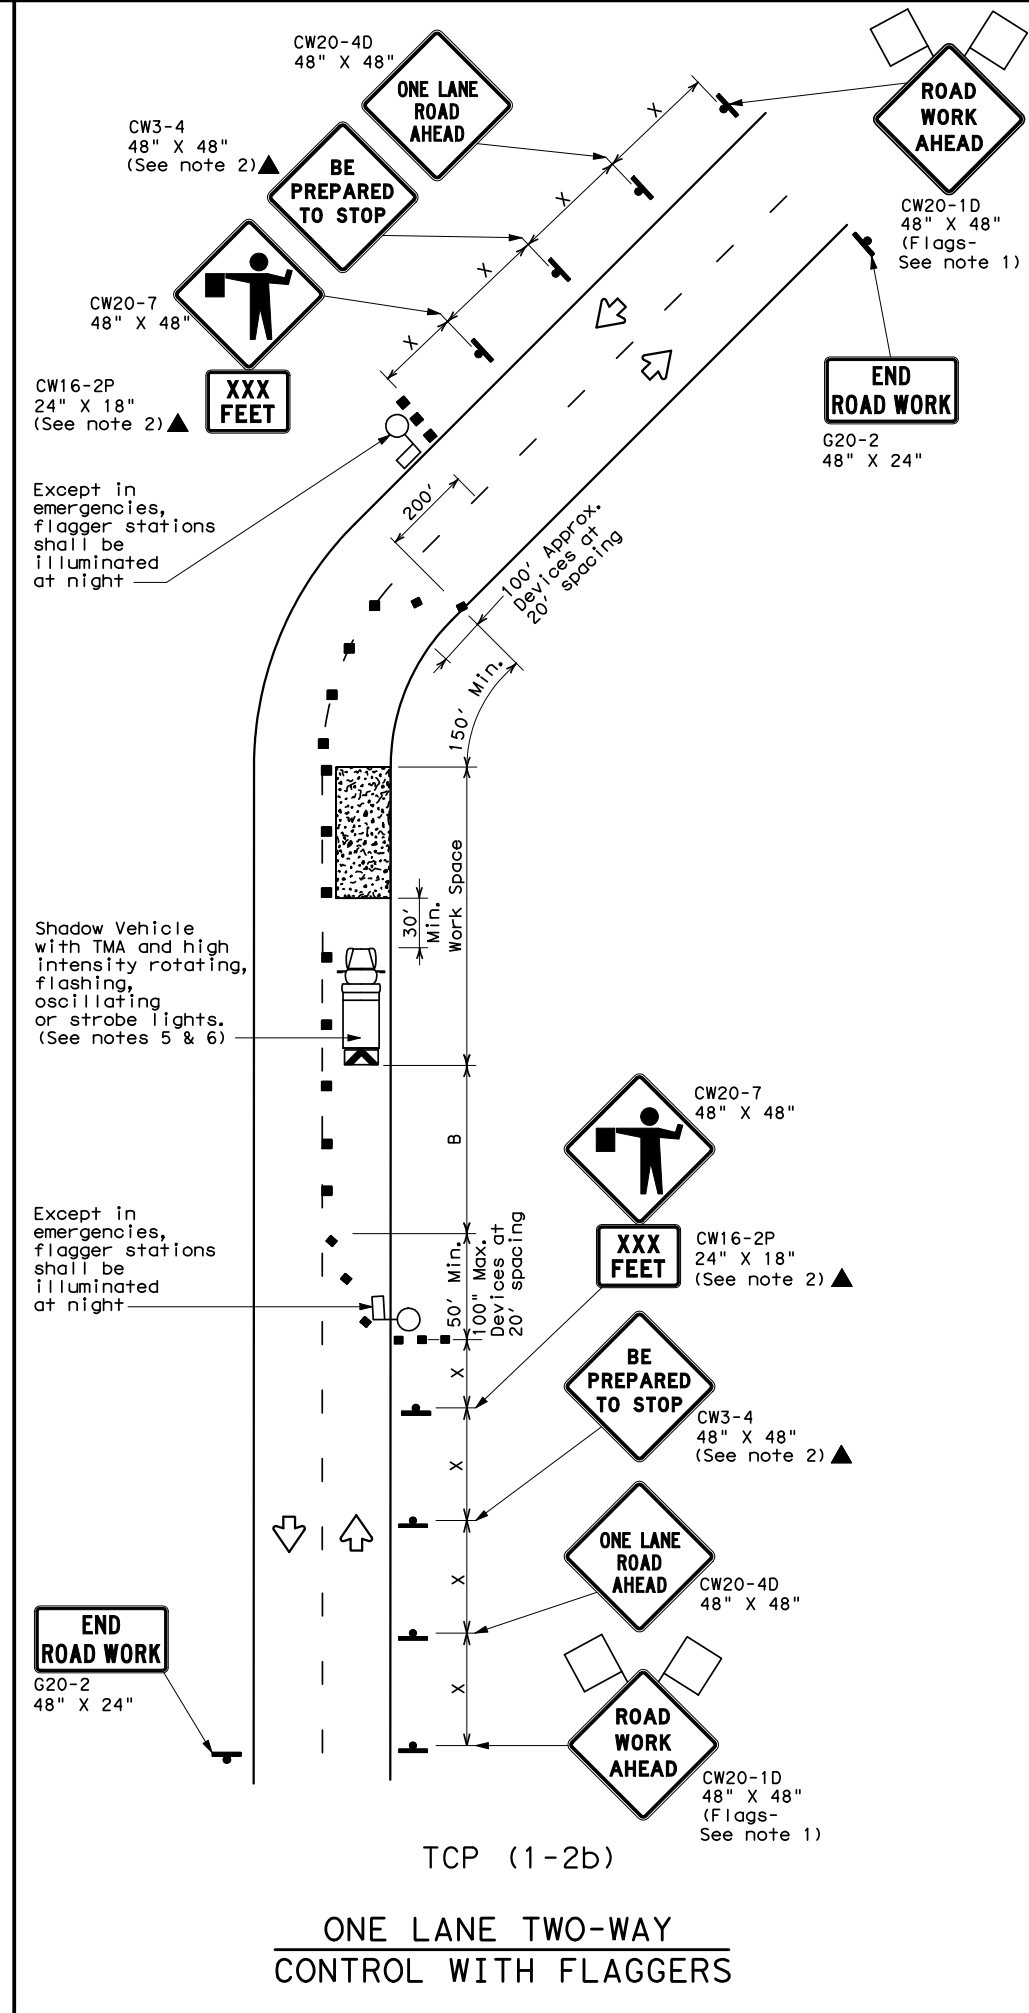 CW20-4D
48" X 48"
ONE LANE
ROAD
AHEAD
ROAD
WORK
AHEAD
CW3-4
48" X 48"
(See note 2)
BE
PREPARED
TO STOP
CW20-1D
48" X 48"
(Flags-
See note 1)
X
X
X
X
CW20-7
48" X 48"
CW16-2P
24" X 18"
(See note 2)
XXX
FEET
END
ROAD WORK
G20-2
48" X 24"
Except in
emergencies,
flagger stations
shall be
illuminated
at night
200'
100' Approx.
Devices at
20' spacing
150' Min.
30'
Min.
Work Space
Shadow Vehicle
with TMA and high
intensity rotating,
flashing,
oscillating
or strobe lights.
(See notes 5 & 6)
B
CW20-7
48" X 48"
XXX
FEET
CW16-2P
24" X 18"
(See note 2)
Except in
emergencies,
flagger stations
shall be
illuminated
at night
50' Min.
100" Max.
Devices at
20' spacing
X
X
X
X
BE
PREPARED
TO STOP
CW3-4
48" X 48"
(See note 2)
ONE LANE
ROAD
AHEAD
CW20-4D
48" X 48"
END
ROAD WORK
G20-2
48" X 24"
ROAD
WORK
AHEAD
CW20-1D
48" X 48"
(Flags-
See note 1)
TCP (1-2b)
ONE LANE TWO-WAY
CONTROL WITH FLAGGERS